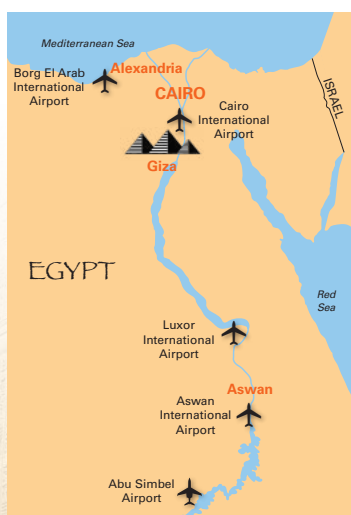 Mediterranean Sea
Borg El Arab
International
Airport
Alexandria
CAIRO
Cairo
International
Airport
ISRAEL
Giza
EGYPT
Red
Sea
Luxor
International
Airport
Aswan
Aswan
International
Airport
Abu Simbel
Airport